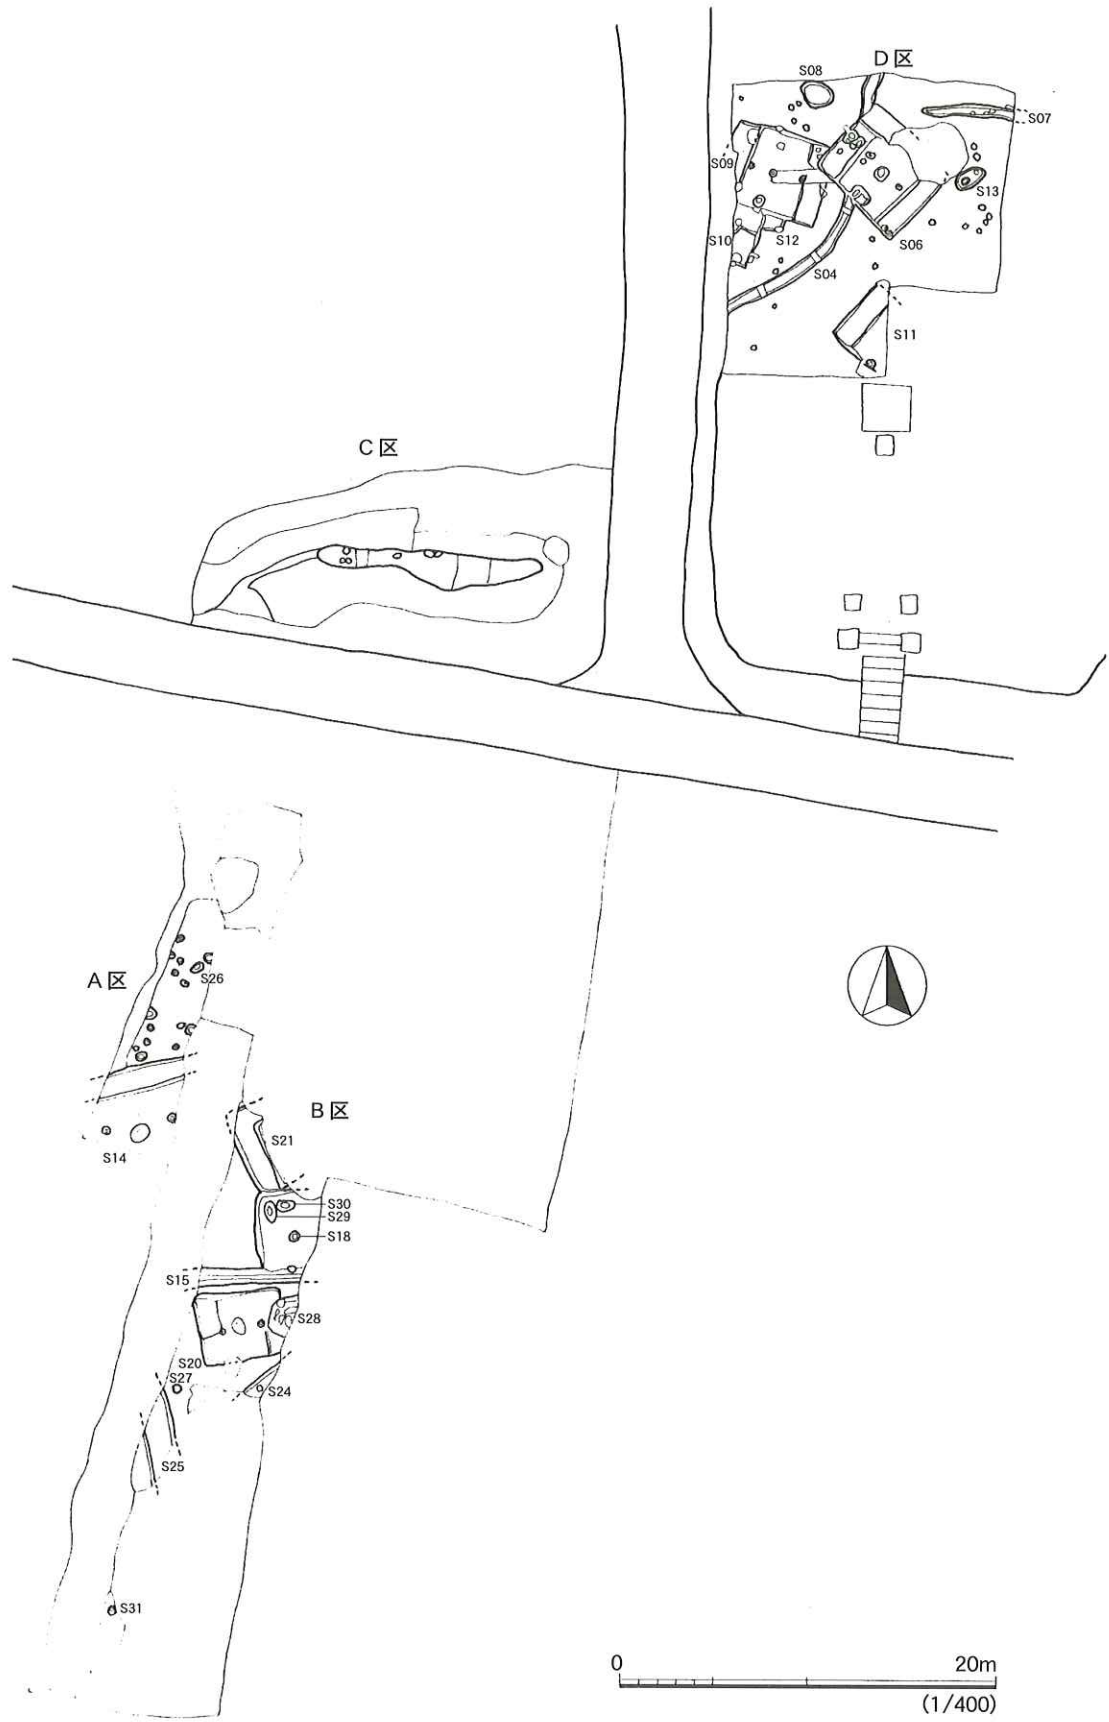 D区
S08
S07
S09
S13
S10
S12
S06
S04
S11
C区
A区
S26
B区
S21
S14
S30
S29
S18
S15
S28
S20
S27
S24
S25
S31
0 20m
(1/400)